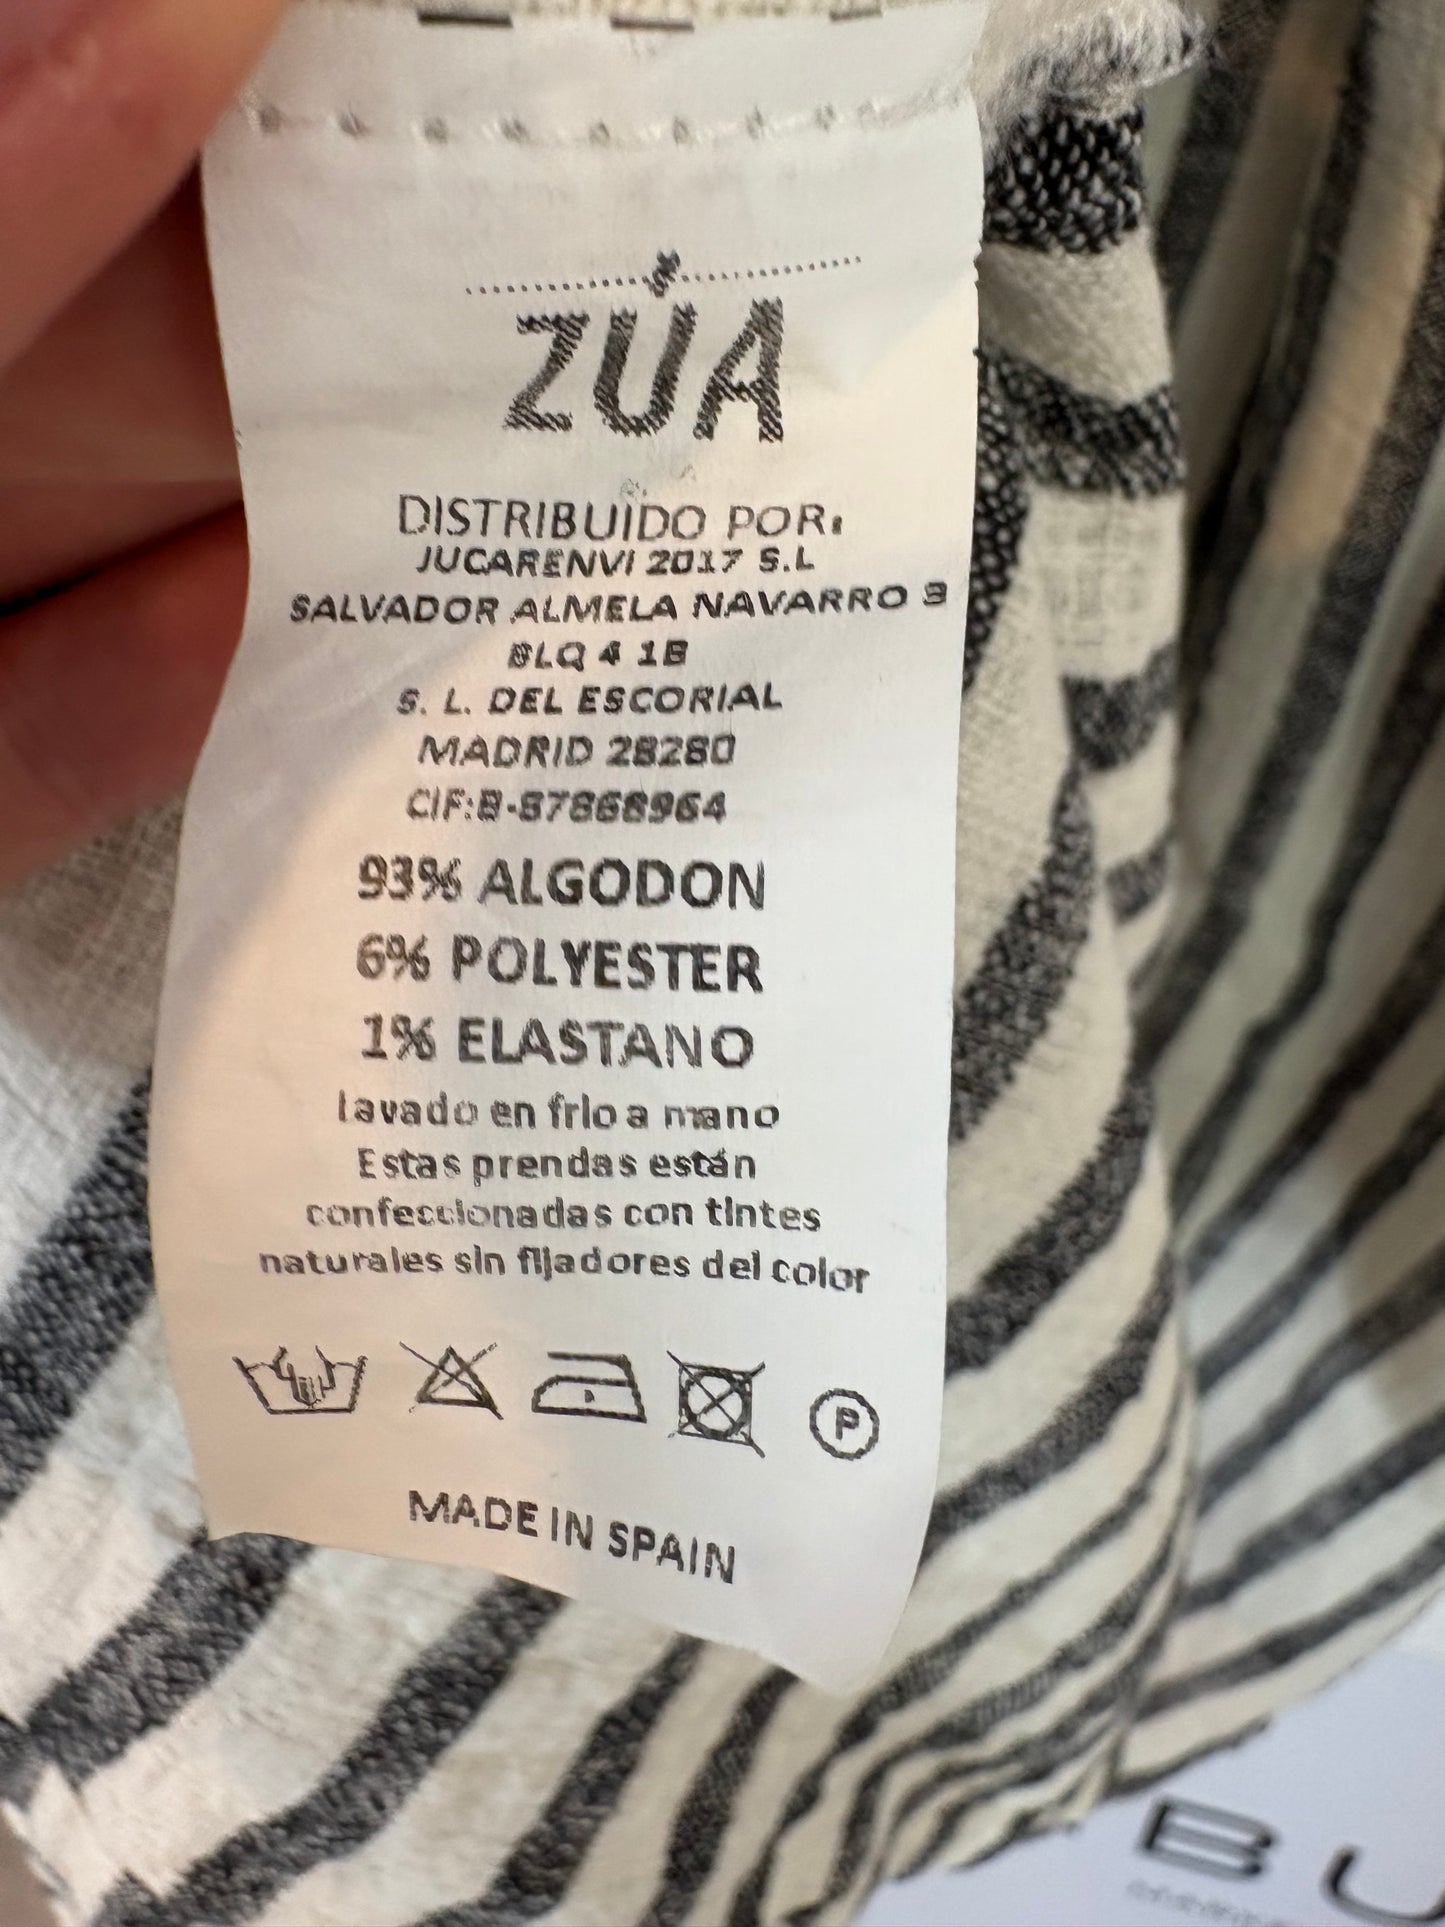 ZÚA
DISTRIBUIDO POR:
JUCARENVI 2017 S.L
SALVADOR ALMELA NAVARRO 3
BLQ 4 1B
S. L. DEL ESCORIAL
MADRID 28280
CIF:B-87868964
93% ALGODON
6% POLYESTER
1% ELASTANO
lavado en frio a mano
Estas prendas están
confeccionadas con tintes
naturales sin fijadores del color
P
MADE IN SPAIN
BU